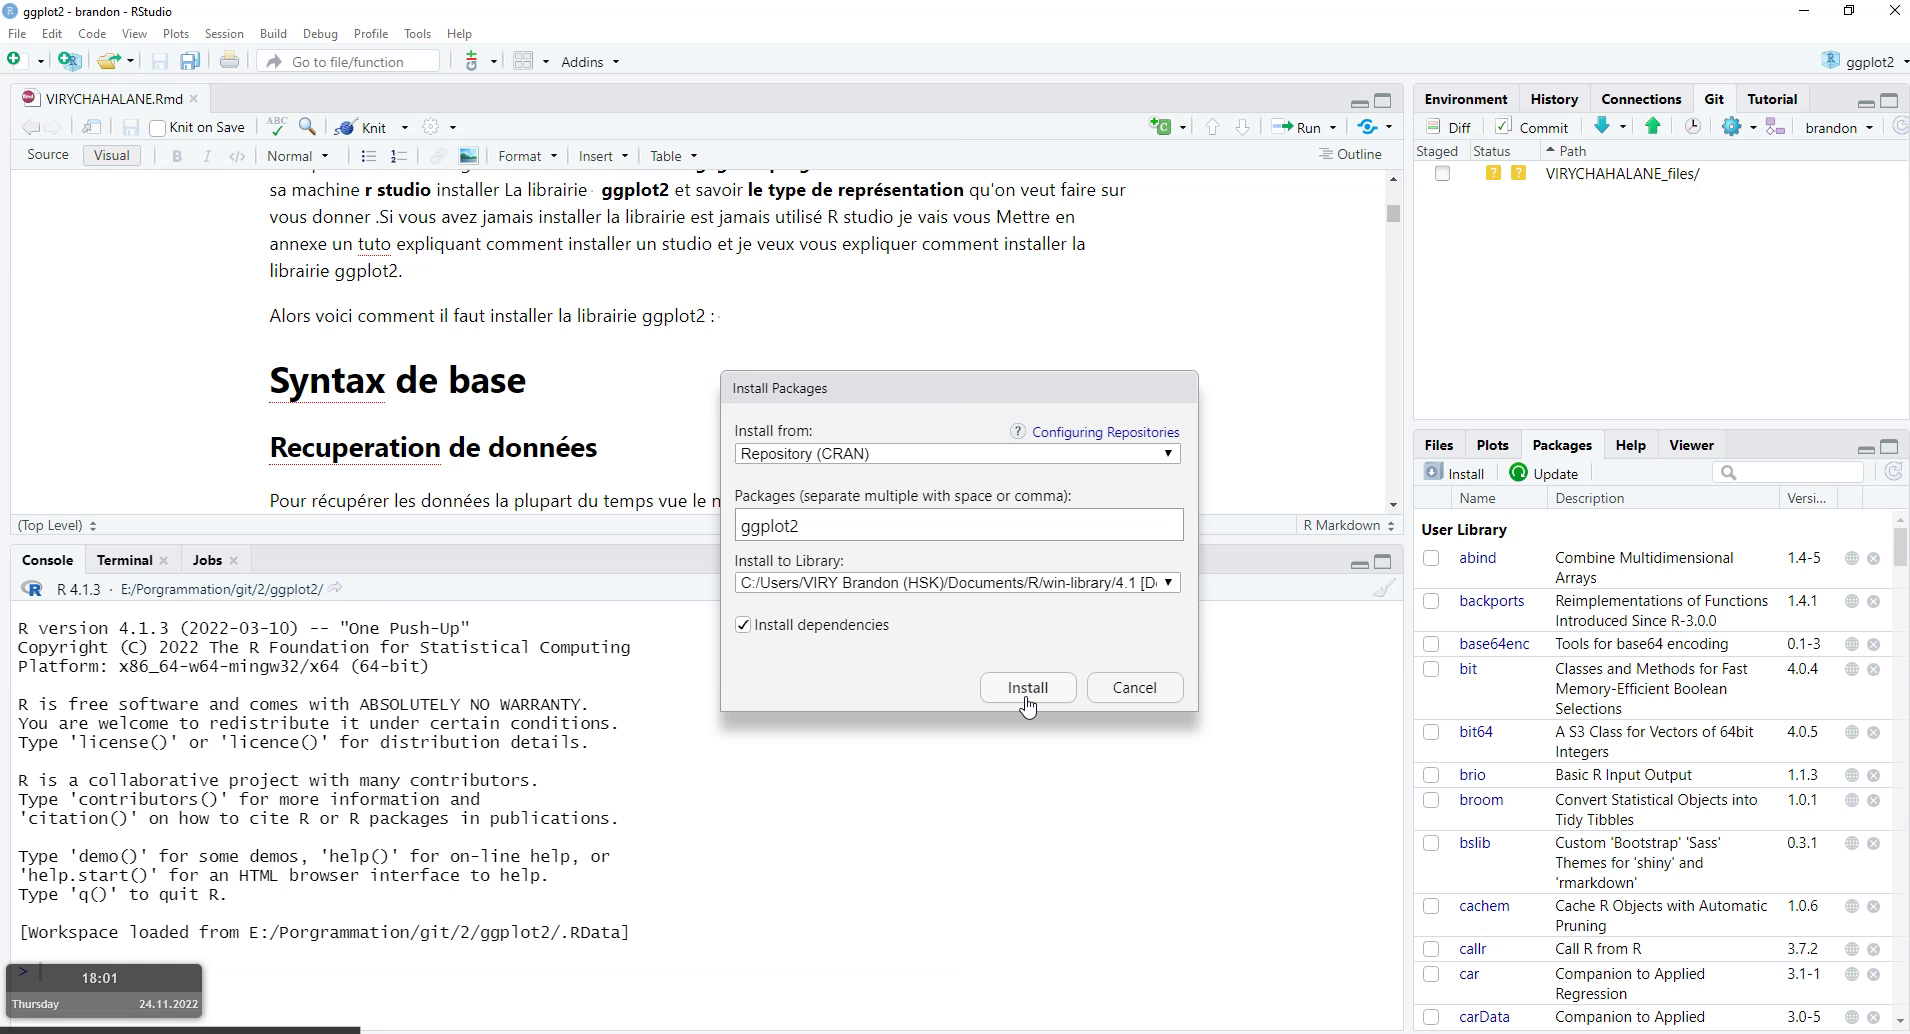 ggplot2 - brandon - RStudio
File Edit Code View Plots Session Build Debug Profile Tools Help
Go to file/function Addins ggplot2
VIRYCHAHALANE.Rmd
Knit on Save ABC Knit Run
Source Visual B I </> Normal Format Insert Table Outline
sa machine r studio installer La librairie ggplot2 et savoir le type de représentation qu'on veut faire sur
vous donner .Si vous avez jamais installer la librairie est jamais utilisé R studio je vais vous Mettre en
annexe un tuto expliquant comment installer un studio et je veux vous expliquer comment installer la
librairie ggplot2.
Alors voici comment il faut installer la librairie ggplot2 :
Syntax de base
Recuperation de données
Pour récupérer les données la plupart du temps vue le
(Top Level) R Markdown
Console Terminal Jobs
R 4.1.3 · E:/Porgrammation/git/2/ggplot2/
R version 4.1.3 (2022-03-10) -- "One Push-Up"
Copyright (C) 2022 The R Foundation for Statistical Computing
Platform: x86_64-w64-mingw32/x64 (64-bit)
R is free software and comes with ABSOLUTELY NO WARRANTY.
You are welcome to redistribute it under certain conditions.
Type 'license()' or 'licence()' for distribution details.
R is a collaborative project with many contributors.
Type 'contributors()' for more information and
'citation()' on how to cite R or R packages in publications.
Type 'demo()' for some demos, 'help()' for on-line help, or
'help.start()' for an HTML browser interface to help.
Type 'q()' to quit R.
[Workspace loaded from E:/Porgrammation/git/2/ggplot2/.RData]
>
18:01
Thursday 24.11.2022
Install Packages
Install from: ? Configuring Repositories
Repository (CRAN)
Packages (separate multiple with space or comma):
ggplot2
Install to Library:
C:/Users/VIRY Brandon (HSK)/Documents/R/win-library/4.1 [D
Install dependencies
Install Cancel
Environment History Connections Git Tutorial
Diff Commit brandon
Staged Status Path
? ? VIRYCHAHALANE_files/
Files Plots Packages Help Viewer
Install Update
Name Description Versi...
User Library
abind Combine Multidimensional 1.4-5
Arrays
backports Reimplementations of Functions 1.4.1
Introduced Since R-3.0.0
base64enc Tools for base64 encoding 0.1-3
bit Classes and Methods for Fast 4.0.4
Memory-Efficient Boolean
Selections
bit64 A S3 Class for Vectors of 64bit 4.0.5
Integers
brio Basic R Input Output 1.1.3
broom Convert Statistical Objects into 1.0.1
Tidy Tibbles
bslib Custom 'Bootstrap' 'Sass' 0.3.1
Themes for 'shiny' and
'rmarkdown'
cachem Cache R Objects with Automatic 1.0.6
Pruning
callr Call R from R 3.7.2
car Companion to Applied 3.1-1
Regression
carData Companion to Applied 3.0-5